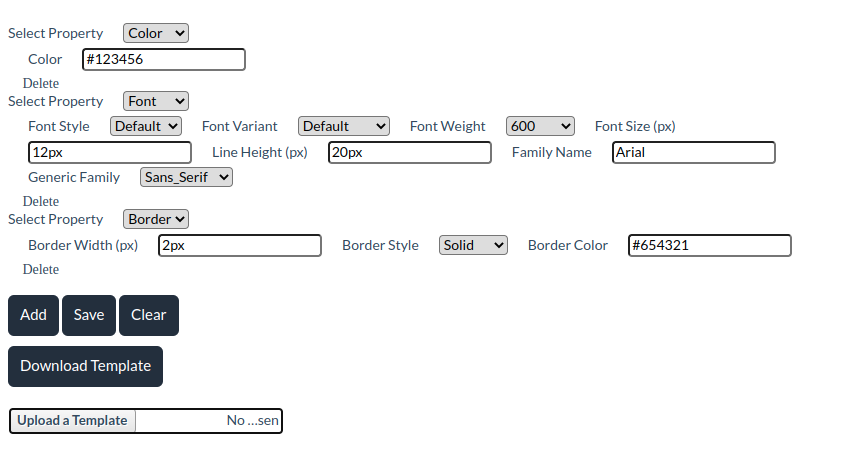 Select Property Color
Color #123456
Delete
Select Property Font
Font Style Default Font Variant Default Font Weight 600 Font Size (px)
12px Line Height (px) 20px Family Name Arial
Generic Family Sans_Serif
Delete
Select Property Border
Border Width (px) 2px Border Style Solid Border Color #654321
Delete
Add Save Clear
Download Template
Upload a Template No ...sen